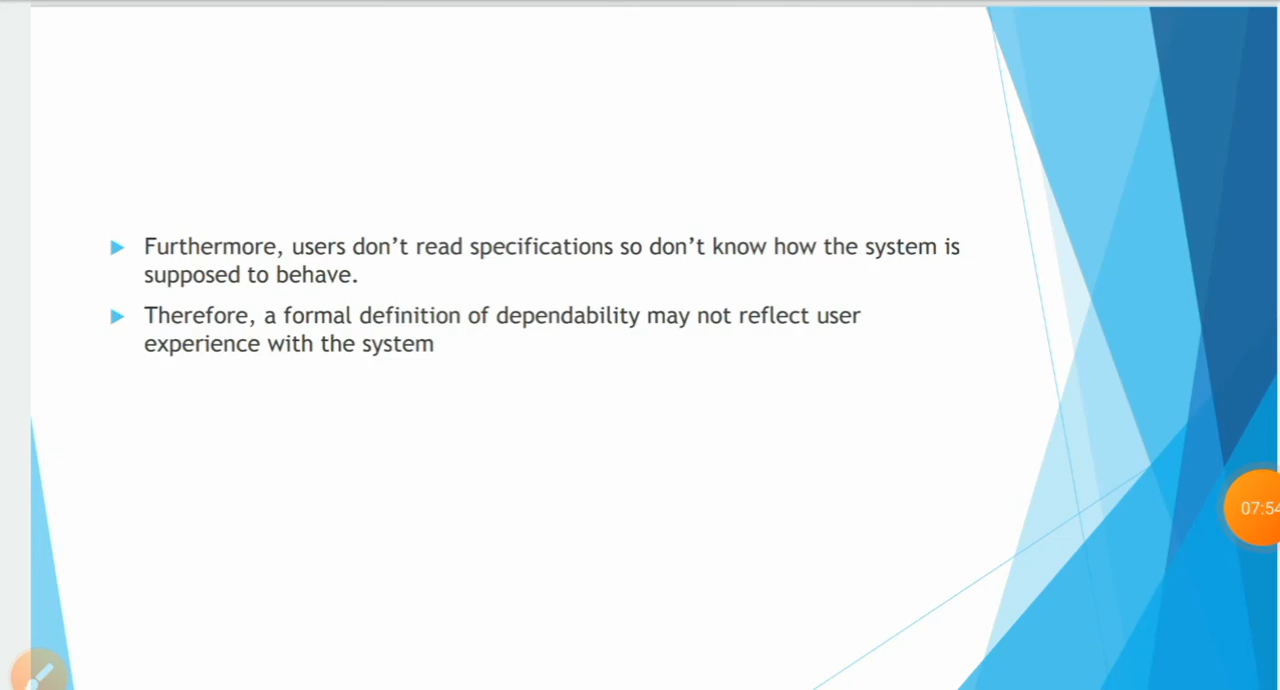 Furthermore, users don’t read specifications so don’t know how the system is
supposed to behave.
Therefore, a formal definition of dependability may not reflect user
experience with the system
07:54